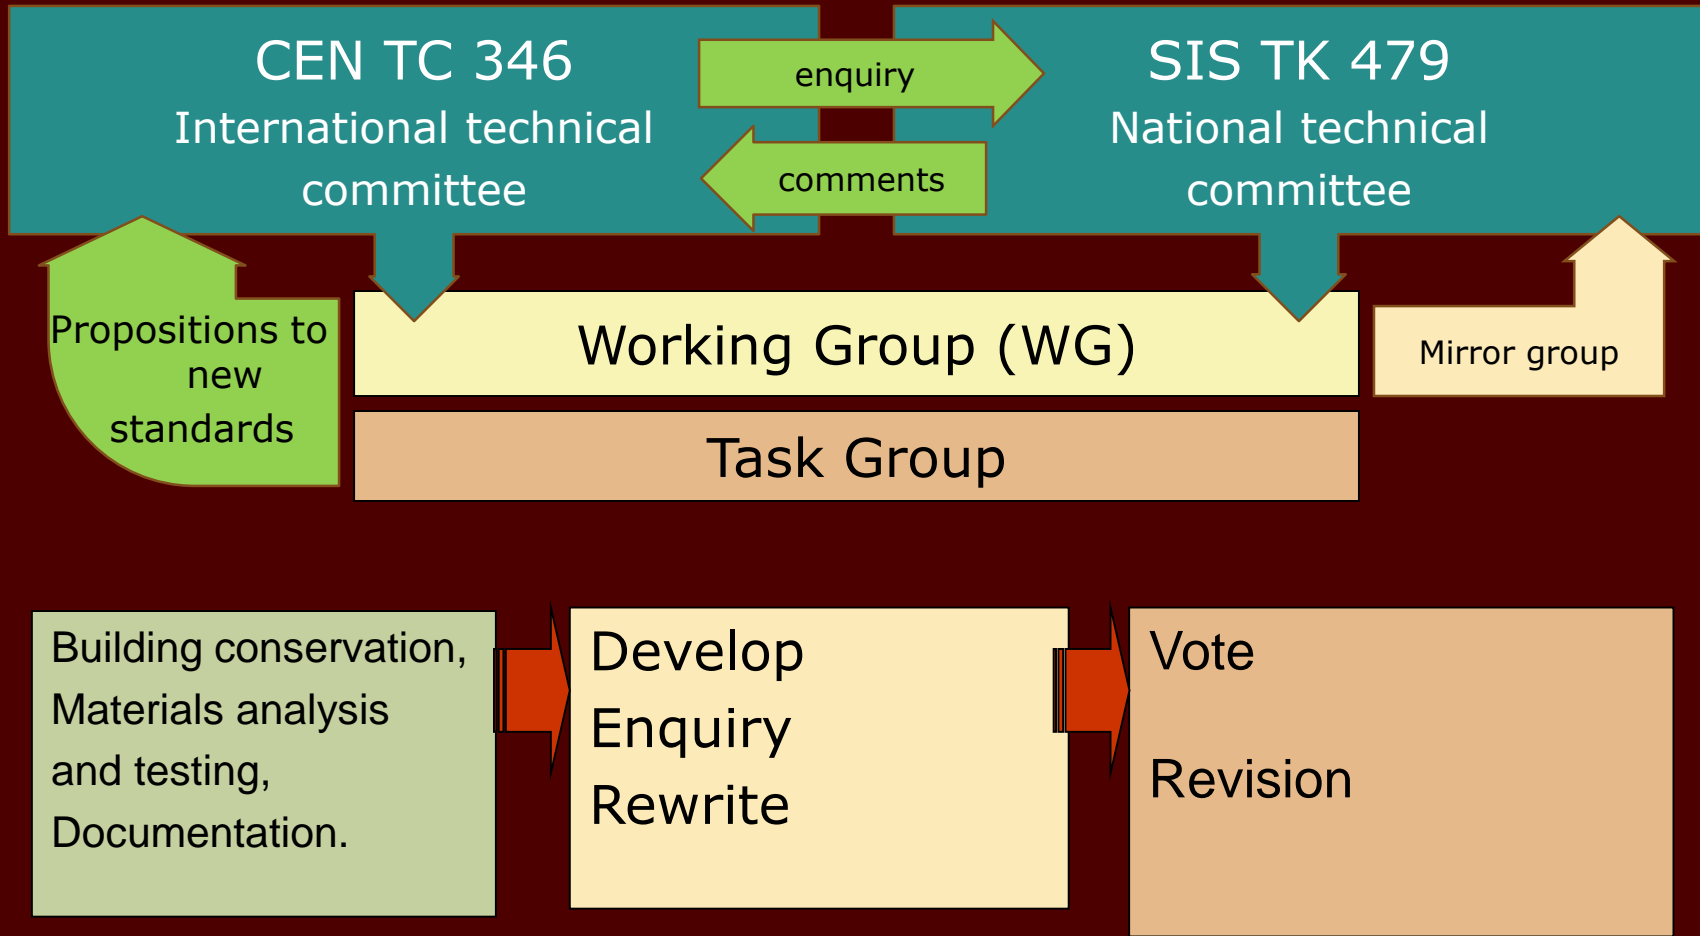 CEN TC 346
International technical
committee
enquiry
comments
SIS TK 479
National technical
committee
Propositions to
new
standards
Working Group (WG)
Mirror group
Task Group
Building conservation,
Materials analysis
and testing,
Documentation.
Develop
Enquiry
Rewrite
Vote
Revision